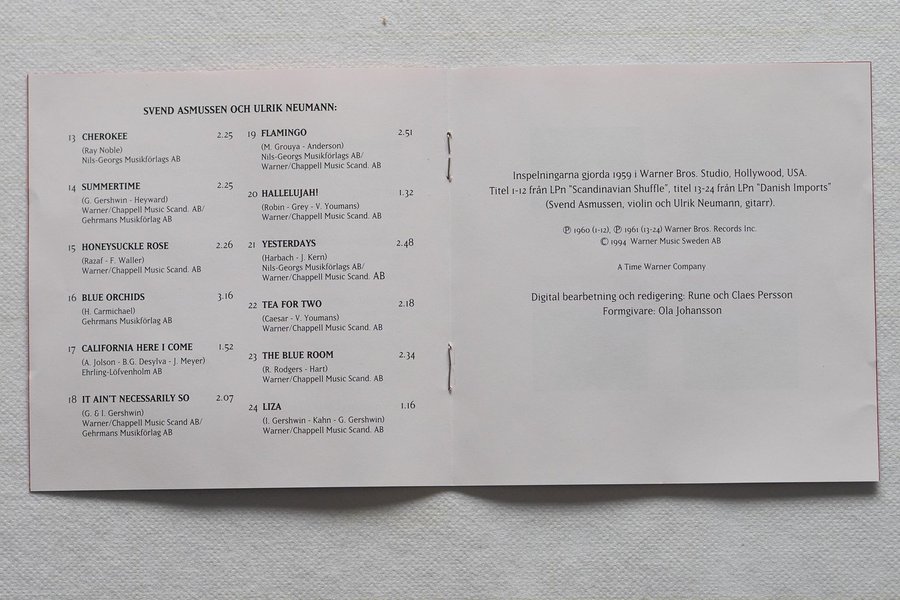 SVEND ASMUSSEN OCH ULRIK NEUMANN:
13 CHEROKEE 2.25
(Ray Noble)
Nils-Georgs Musikförlags AB
14 SUMMERTIME 2.25
(G. Gershwin - Heyward)
Warner/Chappell Music Scand. AB/
Gehrmans Musikförlag AB
15 HONEYSUCKLE ROSE 2.26
(Razaf - F. Waller)
Warner/Chappell Music Scand. AB
16 BLUE ORCHIDS 3.16
(H. Carmichael)
Gehrmans Musikförlag AB
17 CALIFORNIA HERE I COME 1.52
(A. Jolson - B.G. Desylva - J. Meyer)
Ehrling-Löfvenholm AB
18 IT AIN'T NECESSARILY SO 2.07
(G. & I. Gershwin)
Warner/Chappell Music Scand AB/
Gehrmans Musikförlag AB
19 FLAMINGO 2.51
(M. Grouya - Anderson)
Nils-Georgs Musikförlags AB/
Warner/Chappell Music Scand. AB
20 HALLELUJAH! 1.32
(Robin - Grey - V. Youmans)
Warner/Chappell Music Scand. AB
21 YESTERDAYS 2.48
(Harbach - J. Kern)
Nils-Georgs Musikförlags AB/
Warner/Chappell Music Scand. AB
22 TEA FOR TWO 2.18
(Caesar - V. Youmans)
Warner/Chappell Music Scand. AB
23 THE BLUE ROOM 2.34
(R. Rodgers - Hart)
Warner/Chappell Music Scand. AB
24 LIZA 1.16
(I. Gershwin - Kahn - G. Gershwin)
Warner/Chappell Music Scand. AB
Inspelningarna gjorda 1959 i Warner Bros. Studio, Hollywood, USA.
Titel 1-12 från LPn "Scandinavian Shuffle", titel 13-24 från LPn "Danish Imports"
(Svend Asmussen, violin och Ulrik Neumann, gitarr).
℗ 1960 (1-12), ℗ 1961 (13-24) Warner Bros. Records Inc.
© 1994 Warner Music Sweden AB
A Time Warner Company
Digital bearbetning och redigering: Rune och Claes Persson
Formgivare: Ola Johansson